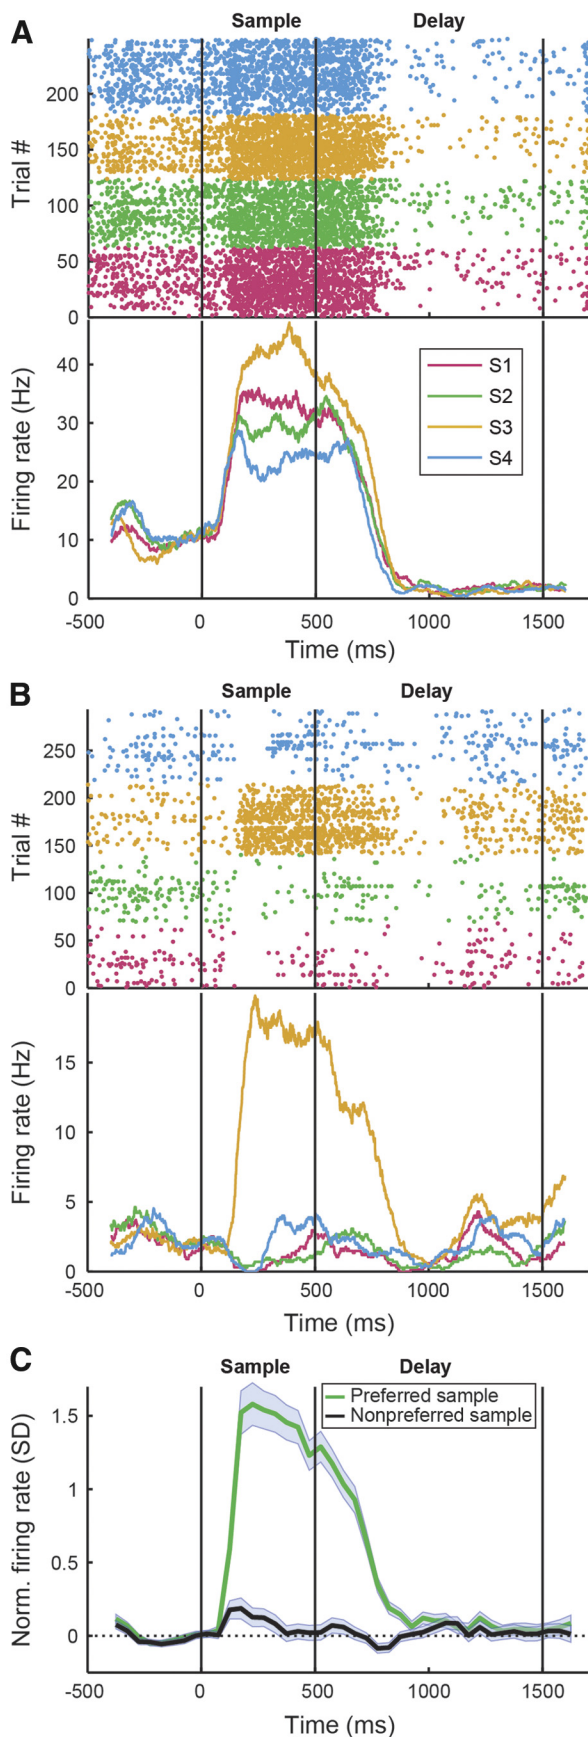 A
Sample Delay
Trial #
200
150
100
50
0
Firing rate (Hz)
40
30
20
10
0
S1
S2
S3
S4
-500 0 500 1000 1500
Time (ms)
B
Sample Delay
Trial #
250
200
150
100
50
0
Firing rate (Hz)
15
10
5
0
-500 0 500 1000 1500
Time (ms)
C
Sample Delay
Norm. firing rate (SD)
1.5
1
0.5
0
Preferred sample
Nonpreferred sample
-500 0 500 1000 1500
Time (ms)